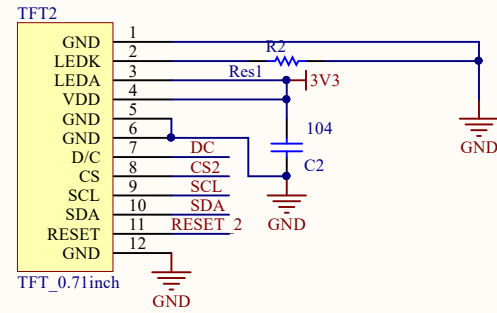 TFT2
GND 1
LEDK 2 R2
LEDA 3 Res1 3V3
VDD 4
GND 5 104
GND 6
D/C 7 DC GND
CS 8 CS2 C2
SCL 9 SCL
SDA 10 SDA
RESET 11 RESET_2 GND
GND 12
TFT_0.71inch
GND